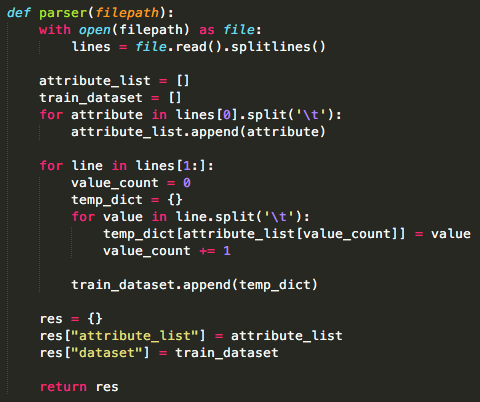 def parser(filepath):
    with open(filepath) as file:
        lines = file.read().splitlines()

    attribute_list = []
    train_dataset = []
    for attribute in lines[0].split('\t'):
        attribute_list.append(attribute)

    for line in lines[1:]:
        value_count = 0
        temp_dict = {}
        for value in line.split('\t'):
            temp_dict[attribute_list[value_count]] = value
            value_count += 1

        train_dataset.append(temp_dict)

    res = {}
    res["attribute_list"] = attribute_list
    res["dataset"] = train_dataset

    return res